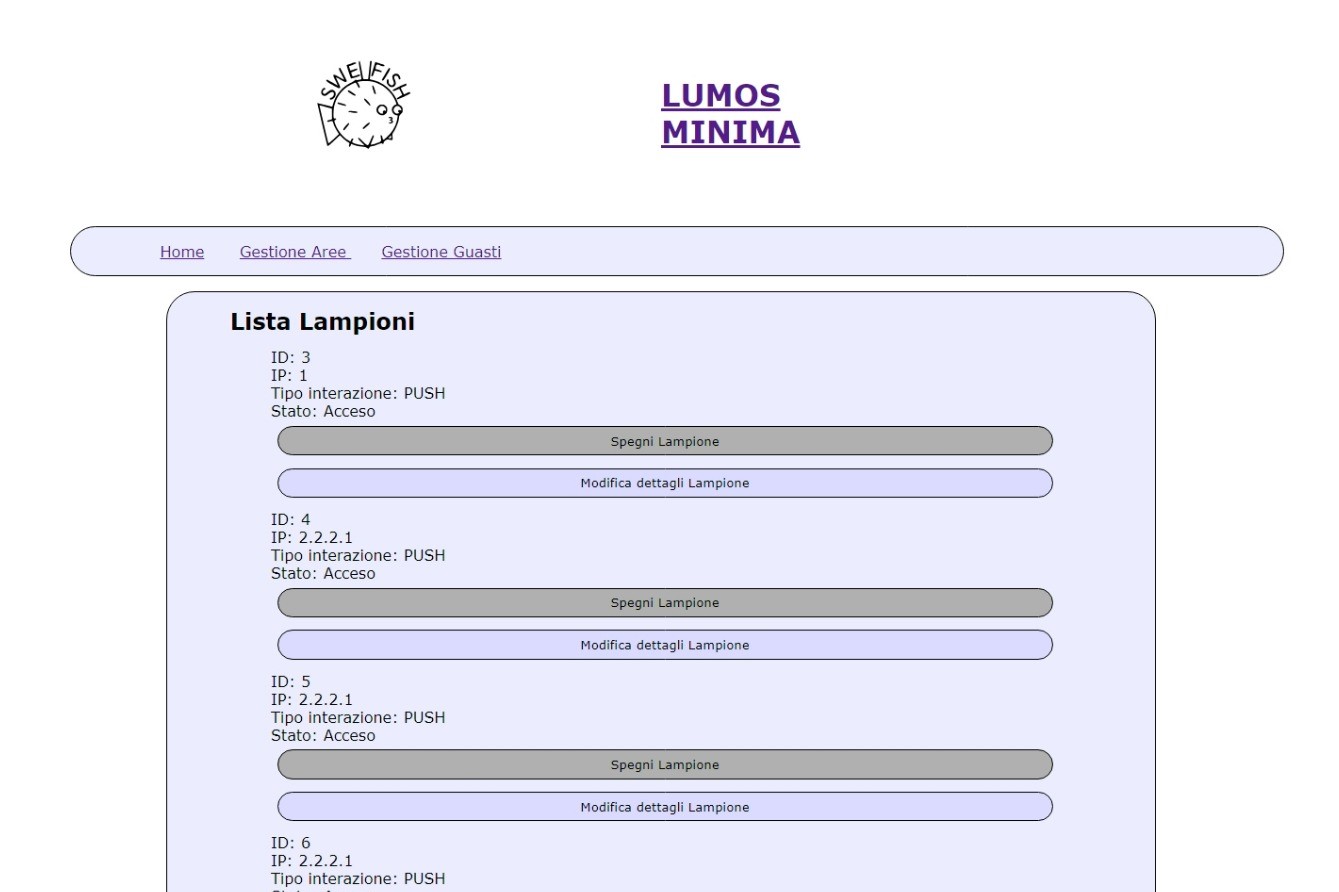 SWELLFISH
LUMOS
MINIMA
Home Gestione Aree Gestione Guasti
Lista Lampioni
ID: 3
IP: 1
Tipo interazione: PUSH
Stato: Acceso
Spegni Lampione
Modifica dettagli Lampione
ID: 4
IP: 2.2.2.1
Tipo interazione: PUSH
Stato: Acceso
Spegni Lampione
Modifica dettagli Lampione
ID: 5
IP: 2.2.2.1
Tipo interazione: PUSH
Stato: Acceso
Spegni Lampione
Modifica dettagli Lampione
ID: 6
IP: 2.2.2.1
Tipo interazione: PUSH